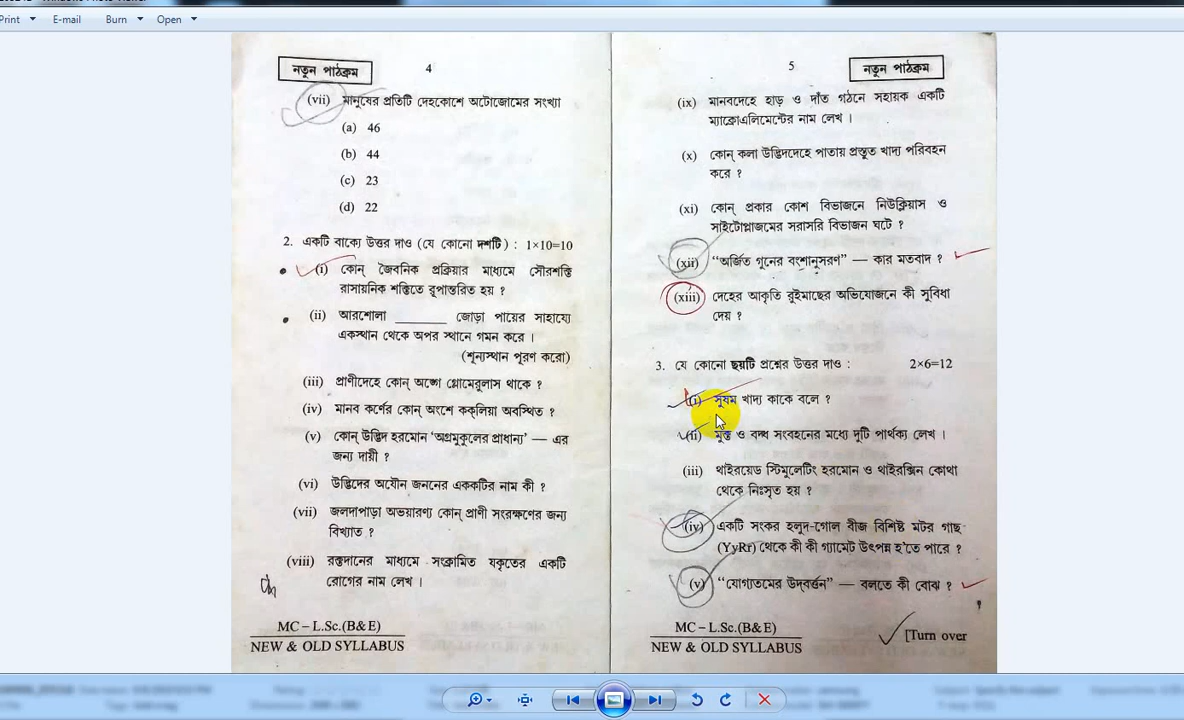 Print
E-mail
Burn
Open
নতুন পাঠক্রম
4
(vii) মানুষের প্রতিটি দেহকোশে অটোজোমের সংখ্যা
(a) 46
(b) 44
(c) 23
(d) 22
2. একটি বাক্যে উত্তর দাও (যে কোনো দশটি) : 1×10=10
(i) কোন্ জৈবনিক প্রক্রিয়ার মাধ্যমে সৌরশক্তি
রাসায়নিক শক্তিতে রূপান্তরিত হয় ?
(ii) আরশোলা ________ জোড়া পায়ের সাহায্যে
একস্থান থেকে অপর স্থানে গমন করে ।
(শূন্যস্থান পূরণ করো)
(iii) প্রাণীদেহে কোন্ অঙ্গে গ্লোমেরুলাস থাকে ?
(iv) মানব কর্ণের কোন্ অংশে কক্‌লিয়া অবস্থিত ?
(v) কোন্ উদ্ভিদ হরমোন ‘অগ্রমুকুলের প্রাধান্য’ — এর
জন্য দায়ী ?
(vi) উদ্ভিদের অযৌন জননের এককটির নাম কী ?
(vii) জলদাপাড়া অভয়ারণ্য কোন্ প্রাণী সংরক্ষণের জন্য
বিখ্যাত ?
(viii) রক্তদানের মাধ্যমে সংক্রামিত যকৃতের একটি
রোগের নাম লেখ ।
MC – L.Sc.(B&E)
NEW & OLD SYLLABUS
5
নতুন পাঠক্রম
(ix) মানবদেহে হাড় ও দাঁত গঠনে সহায়ক একটি
ম্যাক্রোএলিমেন্টের নাম লেখ ।
(x) কোন্ কলা উদ্ভিদদেহে পাতায় প্রস্তুত খাদ্য পরিবহন
করে ?
(xi) কোন্ প্রকার কোশ বিভাজনে নিউক্লিয়াস ও
সাইটোপ্লাজমের সরাসরি বিভাজন ঘটে ?
(xii) “অর্জিত গুনের বংশানুসরণ” — কার মতবাদ ?
(xiii) দেহের আকৃতি রুইমাছের অভিযোজনে কী সুবিধা
দেয় ?
3. যে কোনো ছয়টি প্রশ্নের উত্তর দাও : 2×6=12
(i) সুষম খাদ্য কাকে বলে ?
(ii) মুক্ত ও বদ্ধ সংবহনের মধ্যে দুটি পার্থক্য লেখ ।
(iii) থাইরয়েড স্টিমুলেটিং হরমোন ও থাইরক্সিন কোথা
থেকে নিঃসৃত হয় ?
(iv) একটি সংকর হলুদ-গোল বীজ বিশিষ্ট মটর গাছ
(YyRr) থেকে কী কী গ্যামেট উৎপন্ন হ'তে পারে ?
(v) “যোগ্যতমের উদ্‌বর্তন” — বলতে কী বোঝ ?
MC – L.Sc.(B&E)
NEW & OLD SYLLABUS
[Turn over